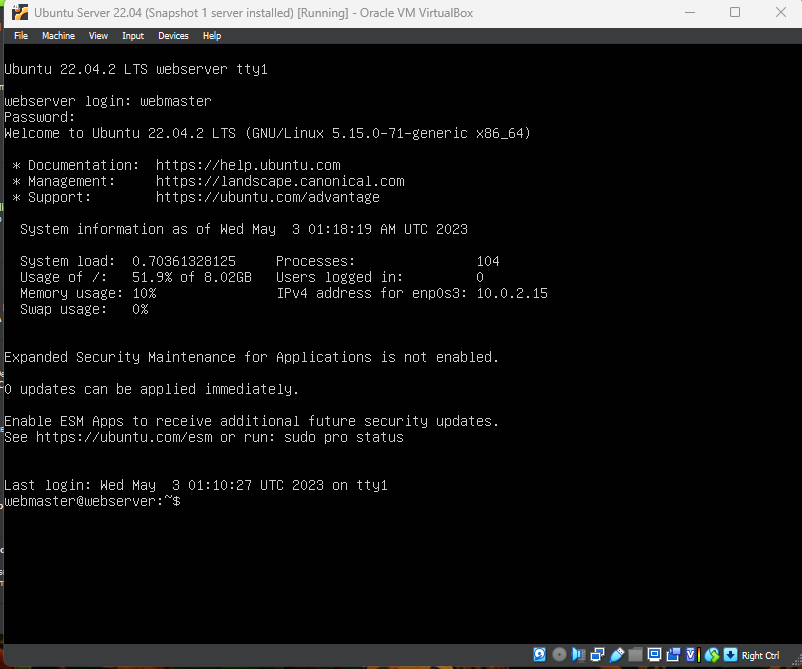 Ubuntu Server 22.04 (Snapshot 1 server installed) [Running] - Oracle VM VirtualBox
File Machine View Input Devices Help
Ubuntu 22.04.2 LTS webserver tty1
webserver login: webmaster
Password:
Welcome to Ubuntu 22.04.2 LTS (GNU/Linux 5.15.0-71-generic x86_64)
* Documentation: https://help.ubuntu.com
* Management: https://landscape.canonical.com
* Support: https://ubuntu.com/advantage
System information as of Wed May 3 01:18:19 AM UTC 2023
System load: 0.70361328125 Processes: 104
Usage of /: 51.9% of 8.02GB Users logged in: 0
Memory usage: 10% IPv4 address for enp0s3: 10.0.2.15
Swap usage: 0%
Expanded Security Maintenance for Applications is not enabled.
0 updates can be applied immediately.
Enable ESM Apps to receive additional future security updates.
See https://ubuntu.com/esm or run: sudo pro status
Last login: Wed May 3 01:10:27 UTC 2023 on tty1
webmaster@webserver:~$
Right Ctrl